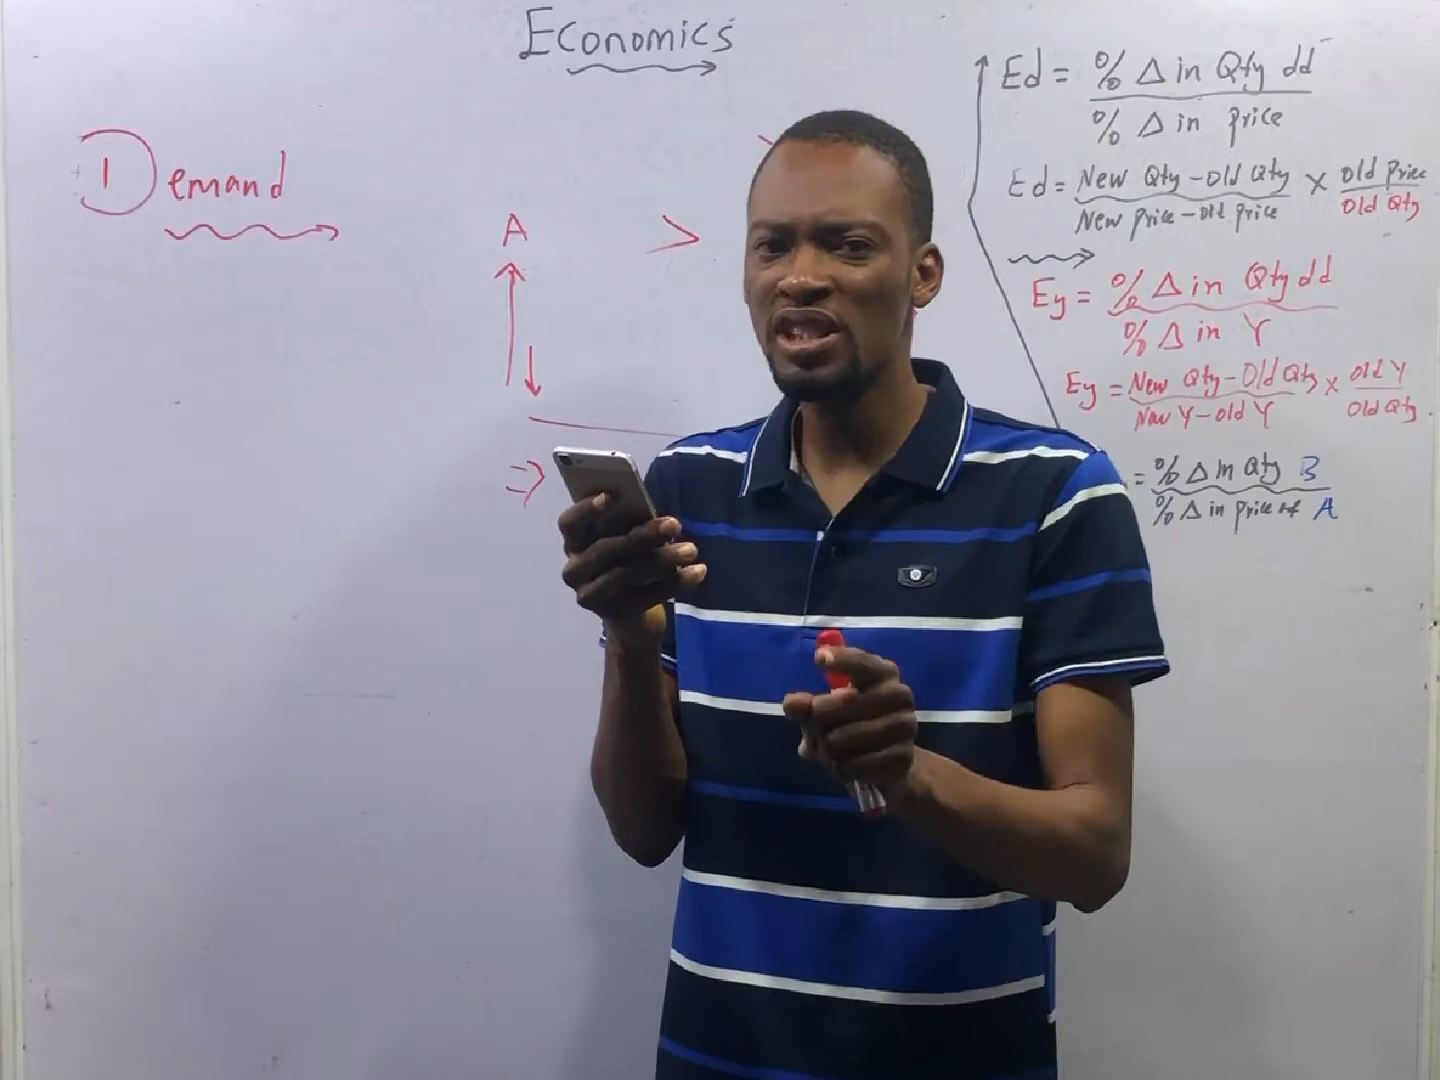 Economics
Demand
A >
⇒
Ed = % Δ in Qty dd
% Δ in price
Ed = New Qty - Old Qty × Old Price
New Price - Old Price Old Qty
Ey = % Δ in Qty dd
% Δ in Y
Ey = New Qty - Old Qty × Old Y
New Y - Old Y Old Qty
= % Δ in Qty B
% Δ in price of A